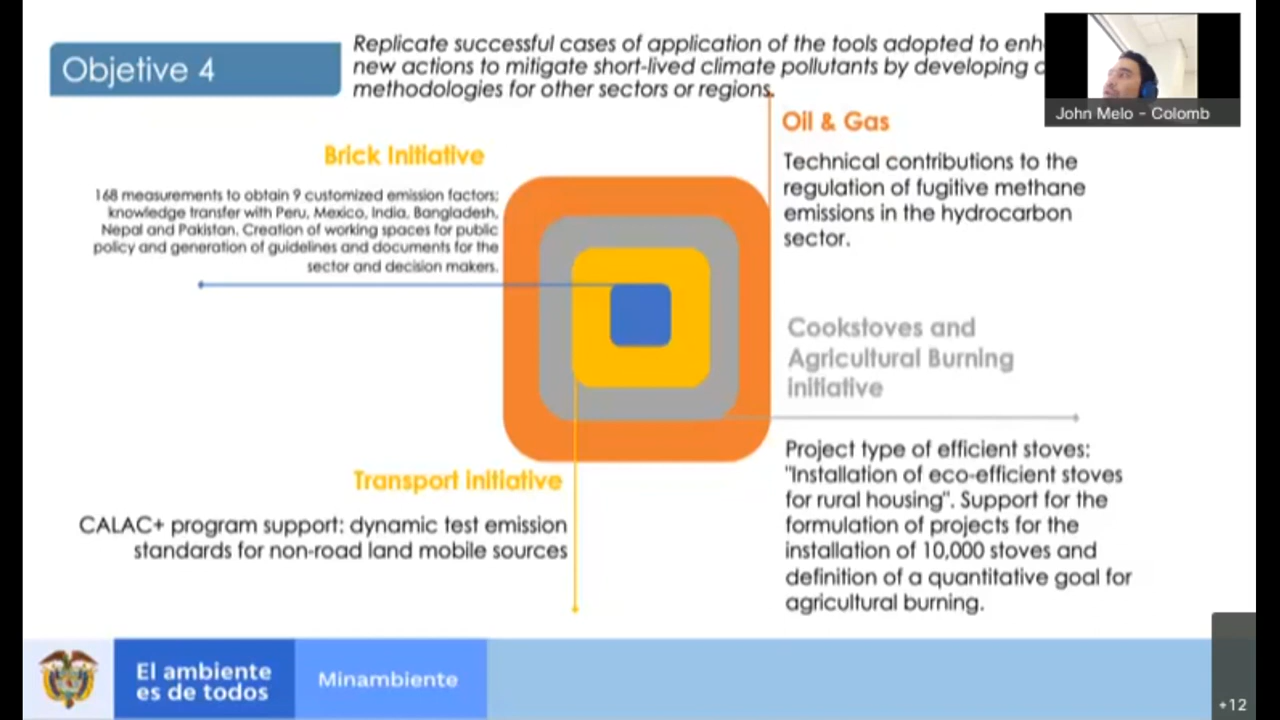 Objetive 4
Replicate successful cases of application of the tools adopted to enh
new actions to mitigate short-lived climate pollutants by developing
methodologies for other sectors or regions.
John Melo - Colomb
Oil & Gas
Technical contributions to the
regulation of fugitive methane
emissions in the hydrocarbon
sector.
Brick Initiative
168 measurements to obtain 9 customized emission factors;
knowledge transfer with Peru, Mexico, India, Bangladesh,
Nepal and Pakistan. Creation of working spaces for public
policy and generation of guidelines and documents for the
sector and decision makers.
Cookstoves and
Agricultural Burning
initiative
Project type of efficient stoves:
"Installation of eco-efficient stoves
for rural housing". Support for the
formulation of projects for the
installation of 10,000 stoves and
definition of a quantitative goal for
agricultural burning.
Transport initiative
CALAC+ program support: dynamic test emission
standards for non-road land mobile sources
El ambiente
es de todos
Minambiente
+12